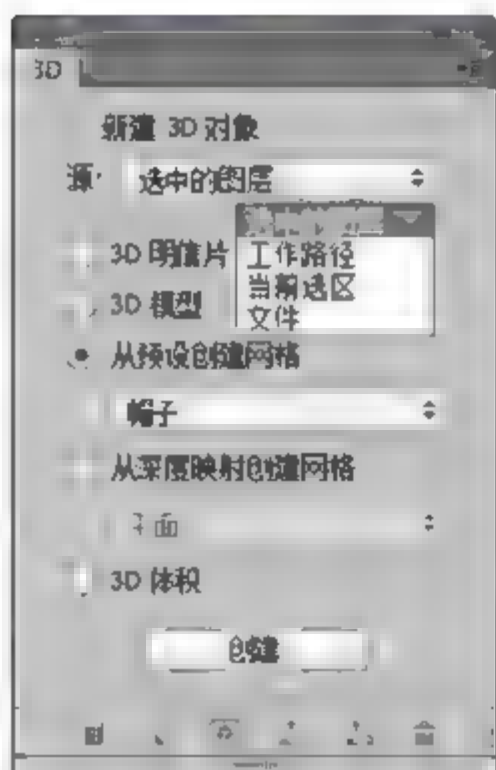 3D
新建 3D 对象
源: 选中的图层
工作路径
当前选区
文件
3D 明信片
3D 模型
从预设创建网格
帽子
从深度映射创建网格
平面
3D 体积
创建